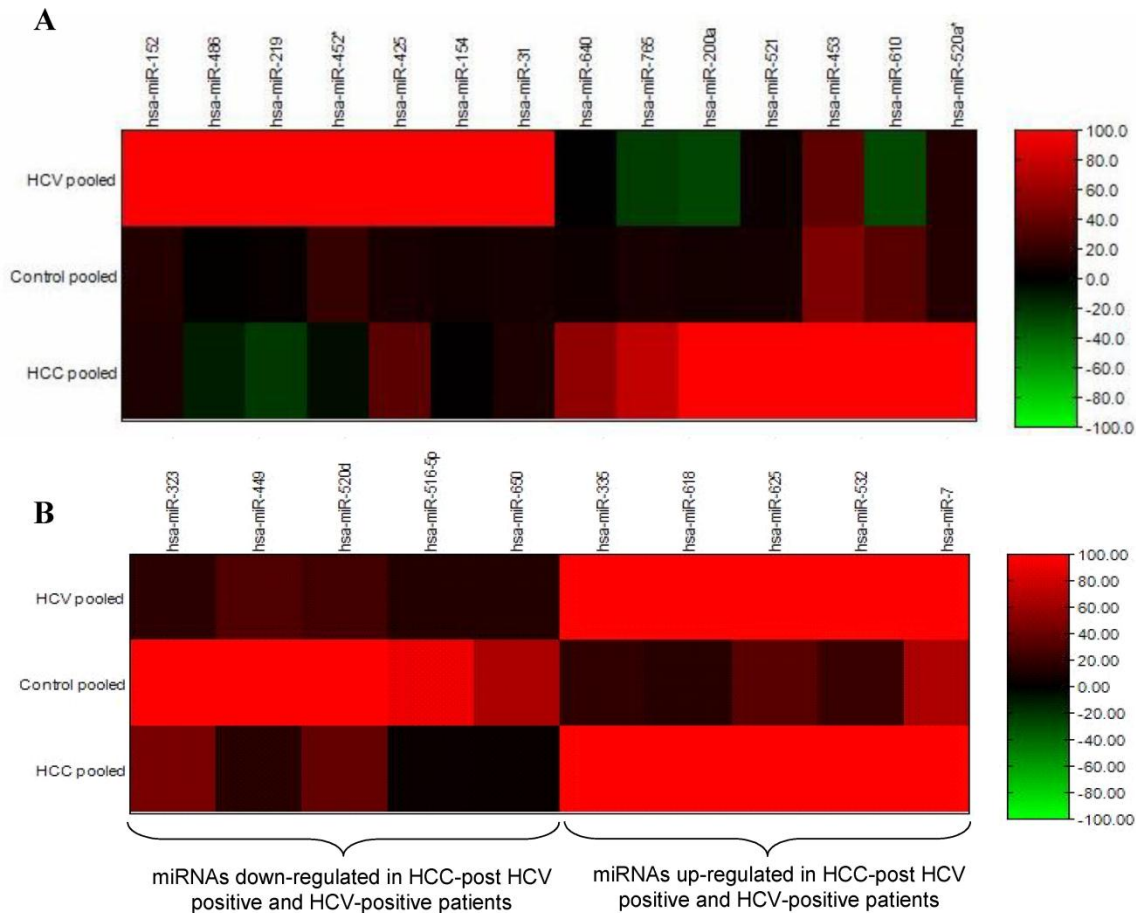 A
hsa-miR-152
hsa-miR-486
hsa-miR-219
hsa-miR-452*
hsa-miR-425
hsa-miR-154
hsa-miR-31
hsa-miR-640
hsa-miR-765
hsa-miR-200a
hsa-miR-521
hsa-miR-453
hsa-miR-610
hsa-miR-520a*
HCV pooled
Control pooled
HCC pooled
100.0
80.0
60.0
40.0
20.0
0.0
-20.0
-40.0
-60.0
-80.0
-100.0
B
hsa-miR-323
hsa-miR-449
hsa-miR-520d
hsa-miR-516-5p
hsa-miR-650
hsa-miR-335
hsa-miR-618
hsa-miR-625
hsa-miR-532
hsa-miR-7
HCV pooled
Control pooled
HCC pooled
100.00
80.00
60.00
40.00
20.00
0.00
-20.00
-40.00
-60.00
-80.00
-100.00
miRNAs down-regulated in HCC-post HCV
positive and HCV-positive patients
miRNAs up-regulated in HCC-post HCV
positive and HCV-positive patients